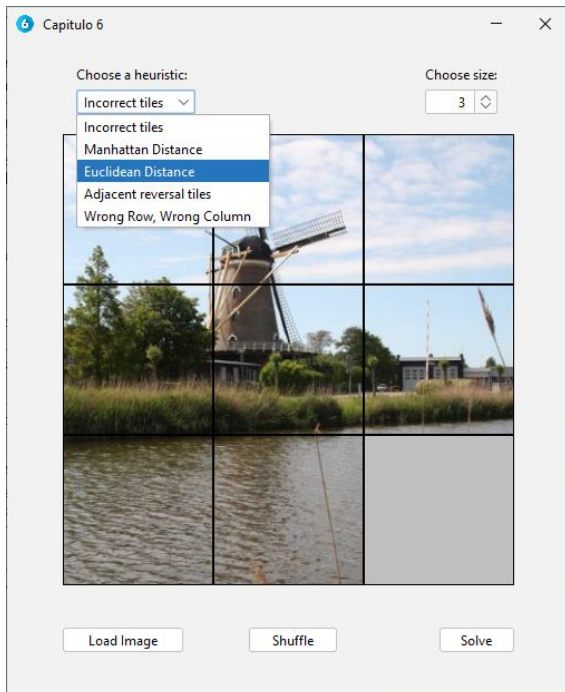 Capitulo 6
Choose a heuristic:
Choose size:
Incorrect tiles
3
Incorrect tiles
Manhattan Distance
Euclidean Distance
Adjacent reversal tiles
Wrong Row, Wrong Column
Load Image
Shuffle
Solve